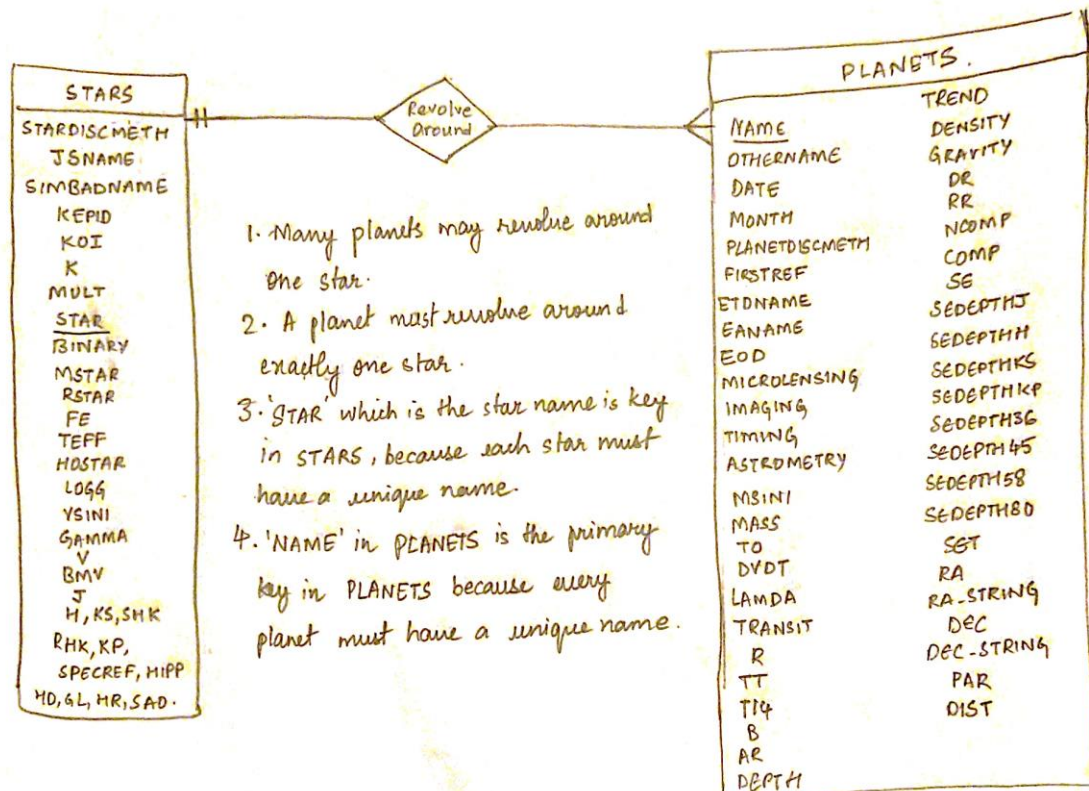 STARS
STARDISCMETH
JSNAME
SIMBADNAME
KEPID
KOI
K
MULT
STAR
BINARY
MSTAR
RSTAR
FE
TEFF
HDSTAR
LOGG
VSINI
GAMMA
V
BMV
J
H, KS, SHK
RHK, KP,
SPECREF, HIPP
HD, GL, HR, SAO.
Revolve
Around
1. Many planets may revolve around
one star.
2. A planet must revolve around
exactly one star.
3. 'STAR' which is the star name is key
in STARS, because each star must
have a unique name.
4. 'NAME' in PLANETS is the primary
key in PLANETS because every
planet must have a unique name.
PLANETS.
NAME
OTHERNAME
DATE
MONTH
PLANETDISCMETH
FIRSTREF
ETDNAME
EANAME
EOD
MICROLENSING
IMAGING
TIMING
ASTROMETRY
MSINI
MASS
TO
DVDT
LAMDA
TRANSIT
R
TT
T14
B
AR
DEPTH
TREND
DENSITY
GRAVITY
DR
RR
NCOMP
COMP
SE
SEDEPTHJ
SEDEPTHH
SEDEPTHKS
SEDEPTHKP
SEDEPTH36
SEDEPTH45
SEDEPTH58
SEDEPTH80
SET
RA
RA_STRING
DEC
DEC_STRING
PAR
DIST